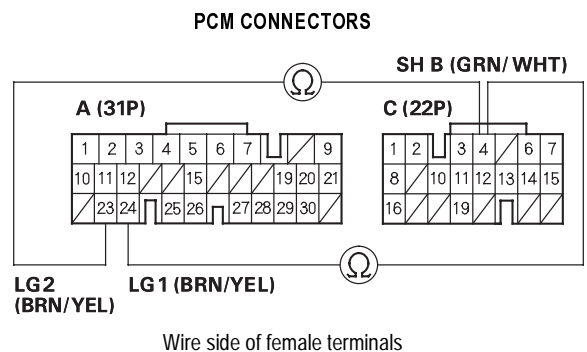 PCM CONNECTORS
SH B (GRN/ WHT)
Ω
A (31P)
C (22P)
1 2 3 4 5 6 7 9
1 2 3 4 6 7
10 11 12 15 19 20 21
8 10 11 12 13 14 15
23 24 25 26 27 28 29 30
16 19
Ω
LG2 (BRN/YEL)
LG1 (BRN/YEL)
Wire side of female terminals